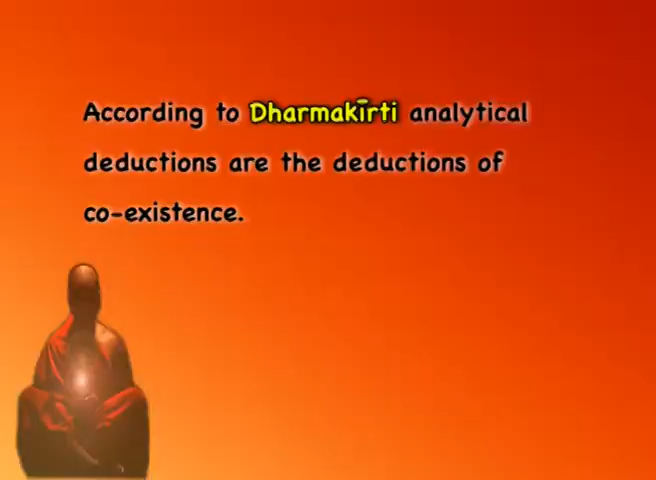 According to Dharmakīrti analytical
deductions are the deductions of
co-existence.